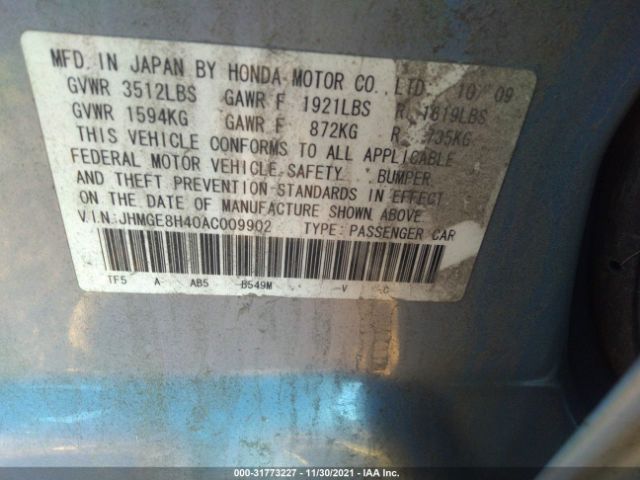 MFD. IN JAPAN BY HONDA MOTOR CO., LTD. 10 09
GVWR 3512LBS GAWR F 1921LBS R 1819LBS
GVWR 1594KG GAWR F 872KG R 735KG
THIS VEHICLE CONFORMS TO ALL APPLICABLE
FEDERAL MOTOR VEHICLE SAFETY, BUMPER,
AND THEFT PREVENTION STANDARDS IN EFFECT
ON THE DATE OF MANUFACTURE SHOWN ABOVE
V.I.N: JHMGE8H40AC009902 TYPE: PASSENGER CAR
TF5 A AB5 B549M V C
000-31773227 - 11/30/2021 - IAA Inc.